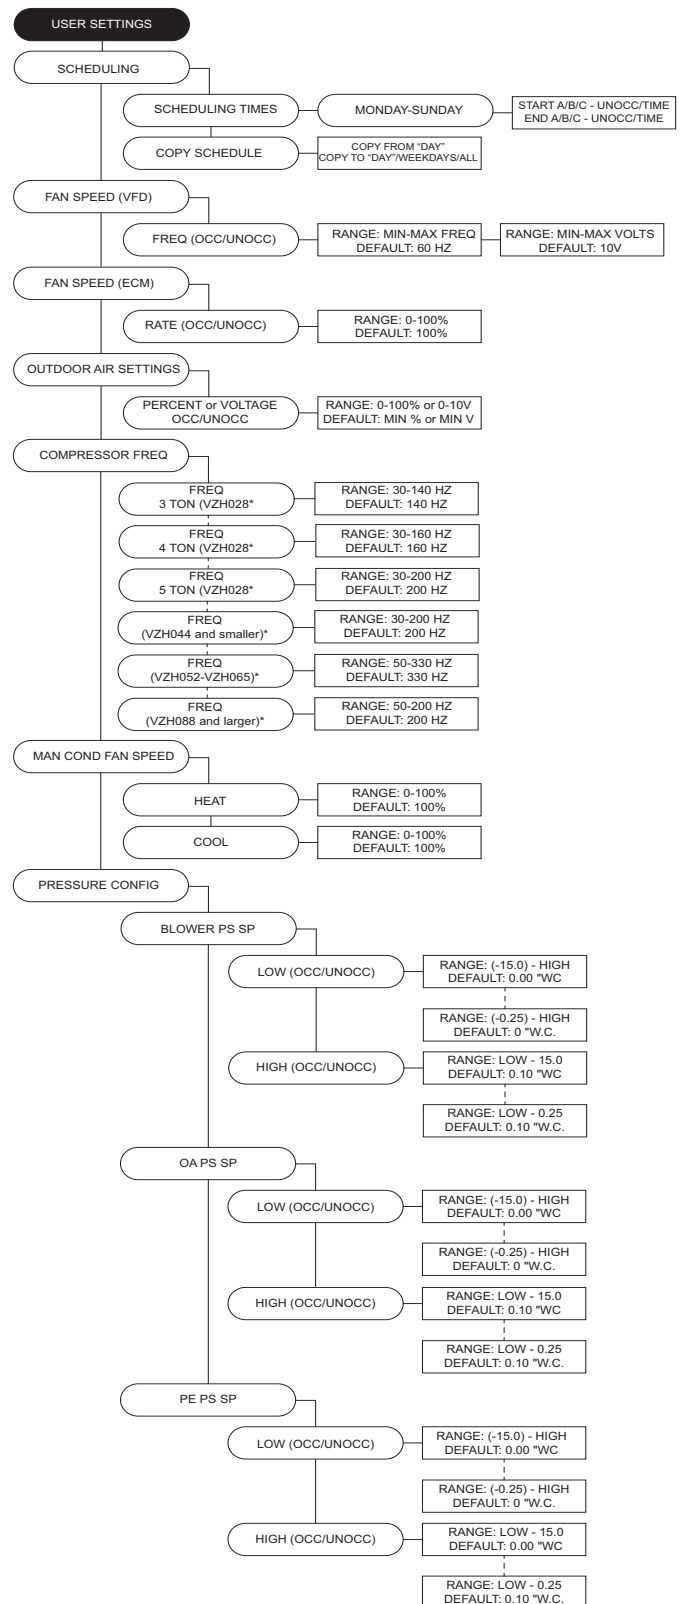 USER SETTINGS
SCHEDULING
SCHEDULING TIMES
MONDAY-SUNDAY
START A/B/C - UNOCC/TIME
END A/B/C - UNOCC/TIME
COPY SCHEDULE
COPY FROM “DAY”
COPY TO “DAY”/WEEKDAYS/ALL
FAN SPEED (VFD)
FREQ (OCC/UNOCC)
RANGE: MIN-MAX FREQ
DEFAULT: 60 HZ
RANGE: MIN-MAX VOLTS
DEFAULT: 10V
FAN SPEED (ECM)
RATE (OCC/UNOCC)
RANGE: 0-100%
DEFAULT: 100%
OUTDOOR AIR SETTINGS
PERCENT or VOLTAGE
OCC/UNOCC
RANGE: 0-100% or 0-10V
DEFAULT: MIN % or MIN V
COMPRESSOR FREQ
FREQ
3 TON (VZH028*
RANGE: 30-140 HZ
DEFAULT: 140 HZ
FREQ
4 TON (VZH028*
RANGE: 30-160 HZ
DEFAULT: 160 HZ
FREQ
5 TON (VZH028*
RANGE: 30-200 HZ
DEFAULT: 200 HZ
FREQ
(VZH044 and smaller)*
RANGE: 30-200 HZ
DEFAULT: 200 HZ
FREQ
(VZH052-VZH065)*
RANGE: 50-330 HZ
DEFAULT: 330 HZ
FREQ
(VZH088 and larger)*
RANGE: 50-200 HZ
DEFAULT: 200 HZ
MAN COND FAN SPEED
HEAT
RANGE: 0-100%
DEFAULT: 100%
COOL
RANGE: 0-100%
DEFAULT: 100%
PRESSURE CONFIG
BLOWER PS SP
LOW (OCC/UNOCC)
RANGE: (-15.0) - HIGH
DEFAULT: 0.00 "WC
RANGE: (-0.25) - HIGH
DEFAULT: 0 "W.C.
HIGH (OCC/UNOCC)
RANGE: LOW - 15.0
DEFAULT: 0.10 "WC
RANGE: LOW - 0.25
DEFAULT: 0.10 "W.C.
OA PS SP
LOW (OCC/UNOCC)
RANGE: (-15.0) - HIGH
DEFAULT: 0.00 "WC
RANGE: (-0.25) - HIGH
DEFAULT: 0 "W.C.
HIGH (OCC/UNOCC)
RANGE: LOW - 15.0
DEFAULT: 0.10 "WC
RANGE: LOW - 0.25
DEFAULT: 0.10 "W.C.
PE PS SP
LOW (OCC/UNOCC)
RANGE: (-15.0) - HIGH
DEFAULT: 0.00 "WC
RANGE: (-0.25) - HIGH
DEFAULT: 0 "W.C.
HIGH (OCC/UNOCC)
RANGE: LOW - 15.0
DEFAULT: 0.00 "WC
RANGE: LOW - 0.25
DEFAULT: 0.10 "W.C.